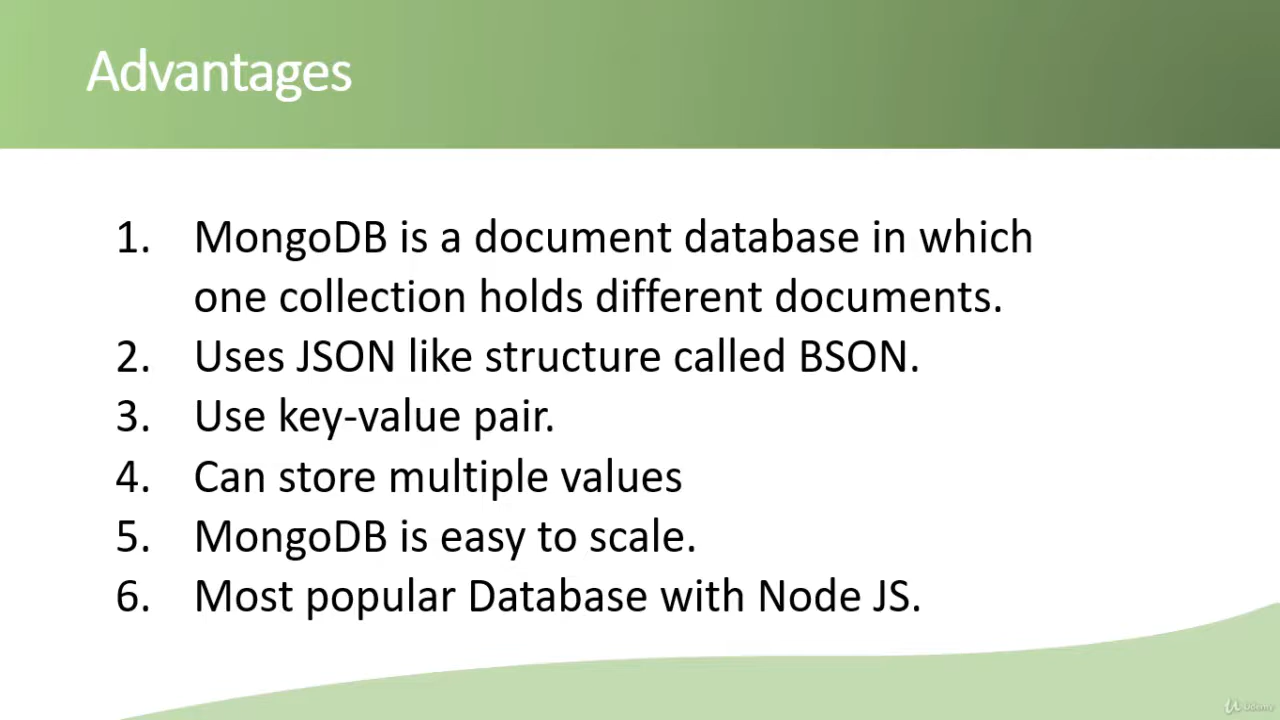 Advantages
1. MongoDB is a document database in which
one collection holds different documents.
2. Uses JSON like structure called BSON.
3. Use key-value pair.
4. Can store multiple values
5. MongoDB is easy to scale.
6. Most popular Database with Node JS.
Udemy